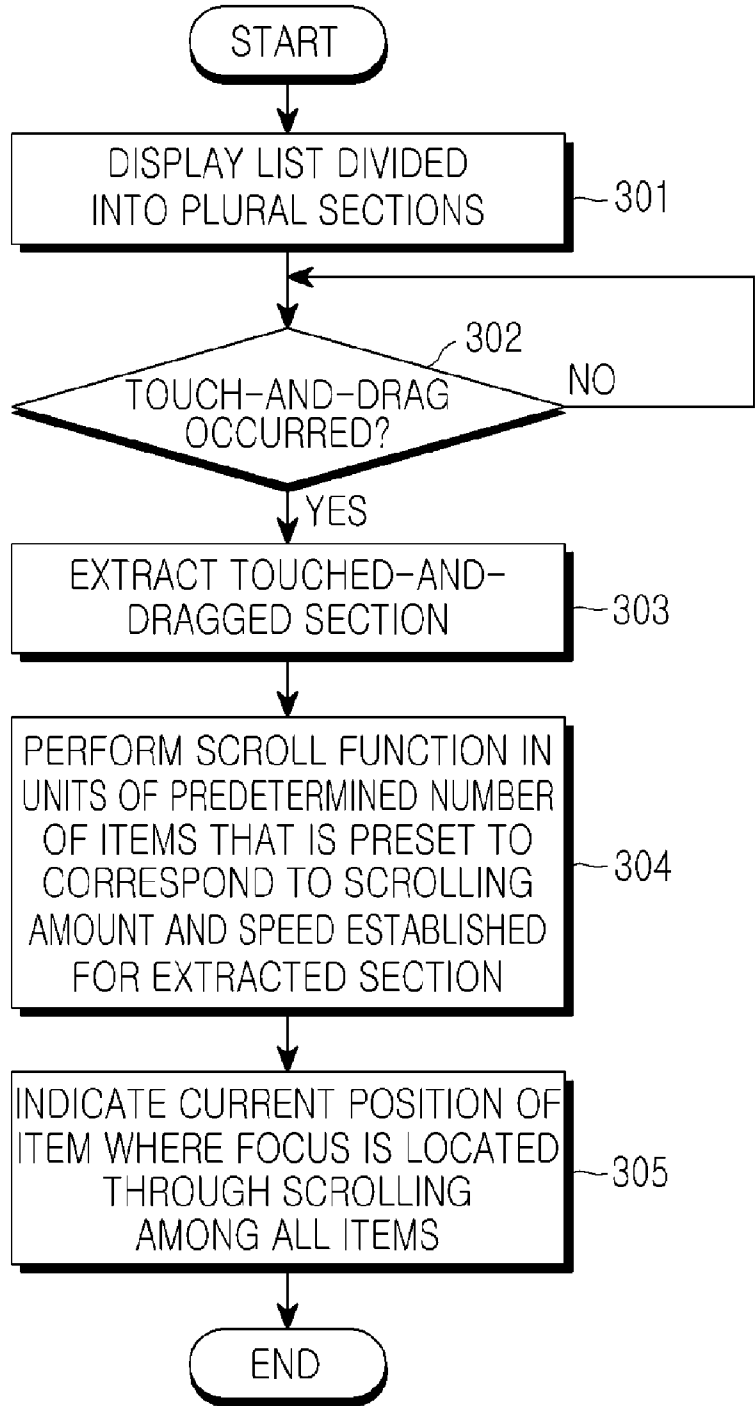 START
DISPLAY LIST DIVIDED
INTO PLURAL SECTIONS
301
302
TOUCH-AND-DRAG
OCCURRED?
NO
YES
EXTRACT TOUCHED-AND-
DRAGGED SECTION
303
PERFORM SCROLL FUNCTION IN
UNITS OF PREDETERMINED NUMBER
OF ITEMS THAT IS PRESET TO
CORRESPOND TO SCROLLING
AMOUNT AND SPEED ESTABLISHED
FOR EXTRACTED SECTION
304
INDICATE CURRENT POSITION OF
ITEM WHERE FOCUS IS LOCATED
THROUGH SCROLLING
AMONG ALL ITEMS
305
END